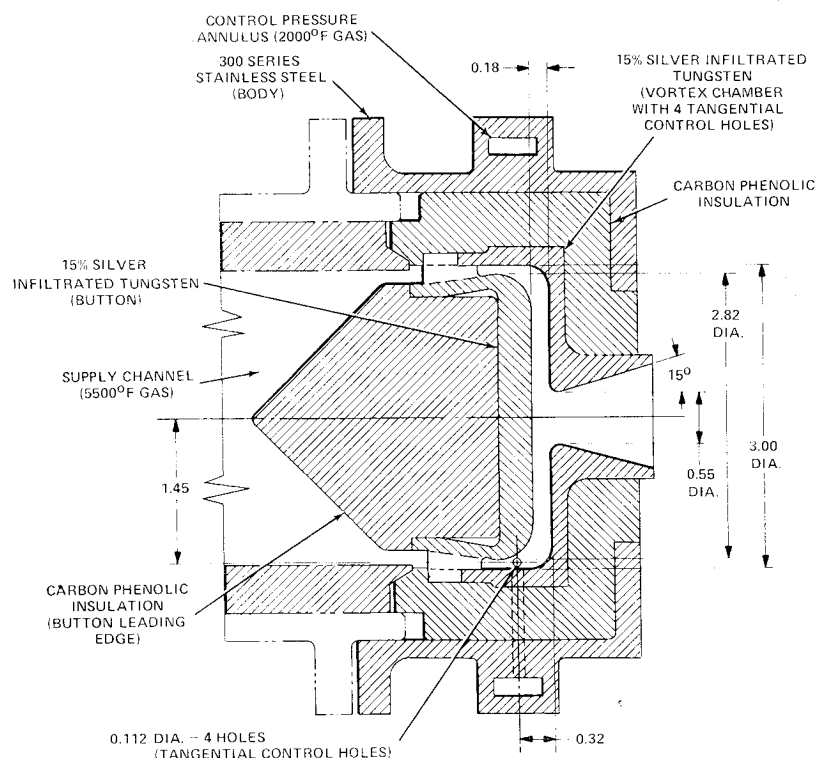 CONTROL PRESSURE
ANNULUS (2000°F GAS)
300 SERIES
STAINLESS STEEL
(BODY)
0.18
15% SILVER INFILTRATED
TUNGSTEN
(VORTEX CHAMBER
WITH 4 TANGENTIAL
CONTROL HOLES)
CARBON PHENOLIC
INSULATION
15% SILVER
INFILTRATED TUNGSTEN
(BUTTON)
SUPPLY CHANNEL
(5500°F GAS)
2.82
DIA.
15°
3.00
DIA.
0.55
DIA.
1.45
CARBON PHENOLIC
INSULATION
(BUTTON LEADING
EDGE)
0.112 DIA. – 4 HOLES
(TANGENTIAL CONTROL HOLES)
0.32